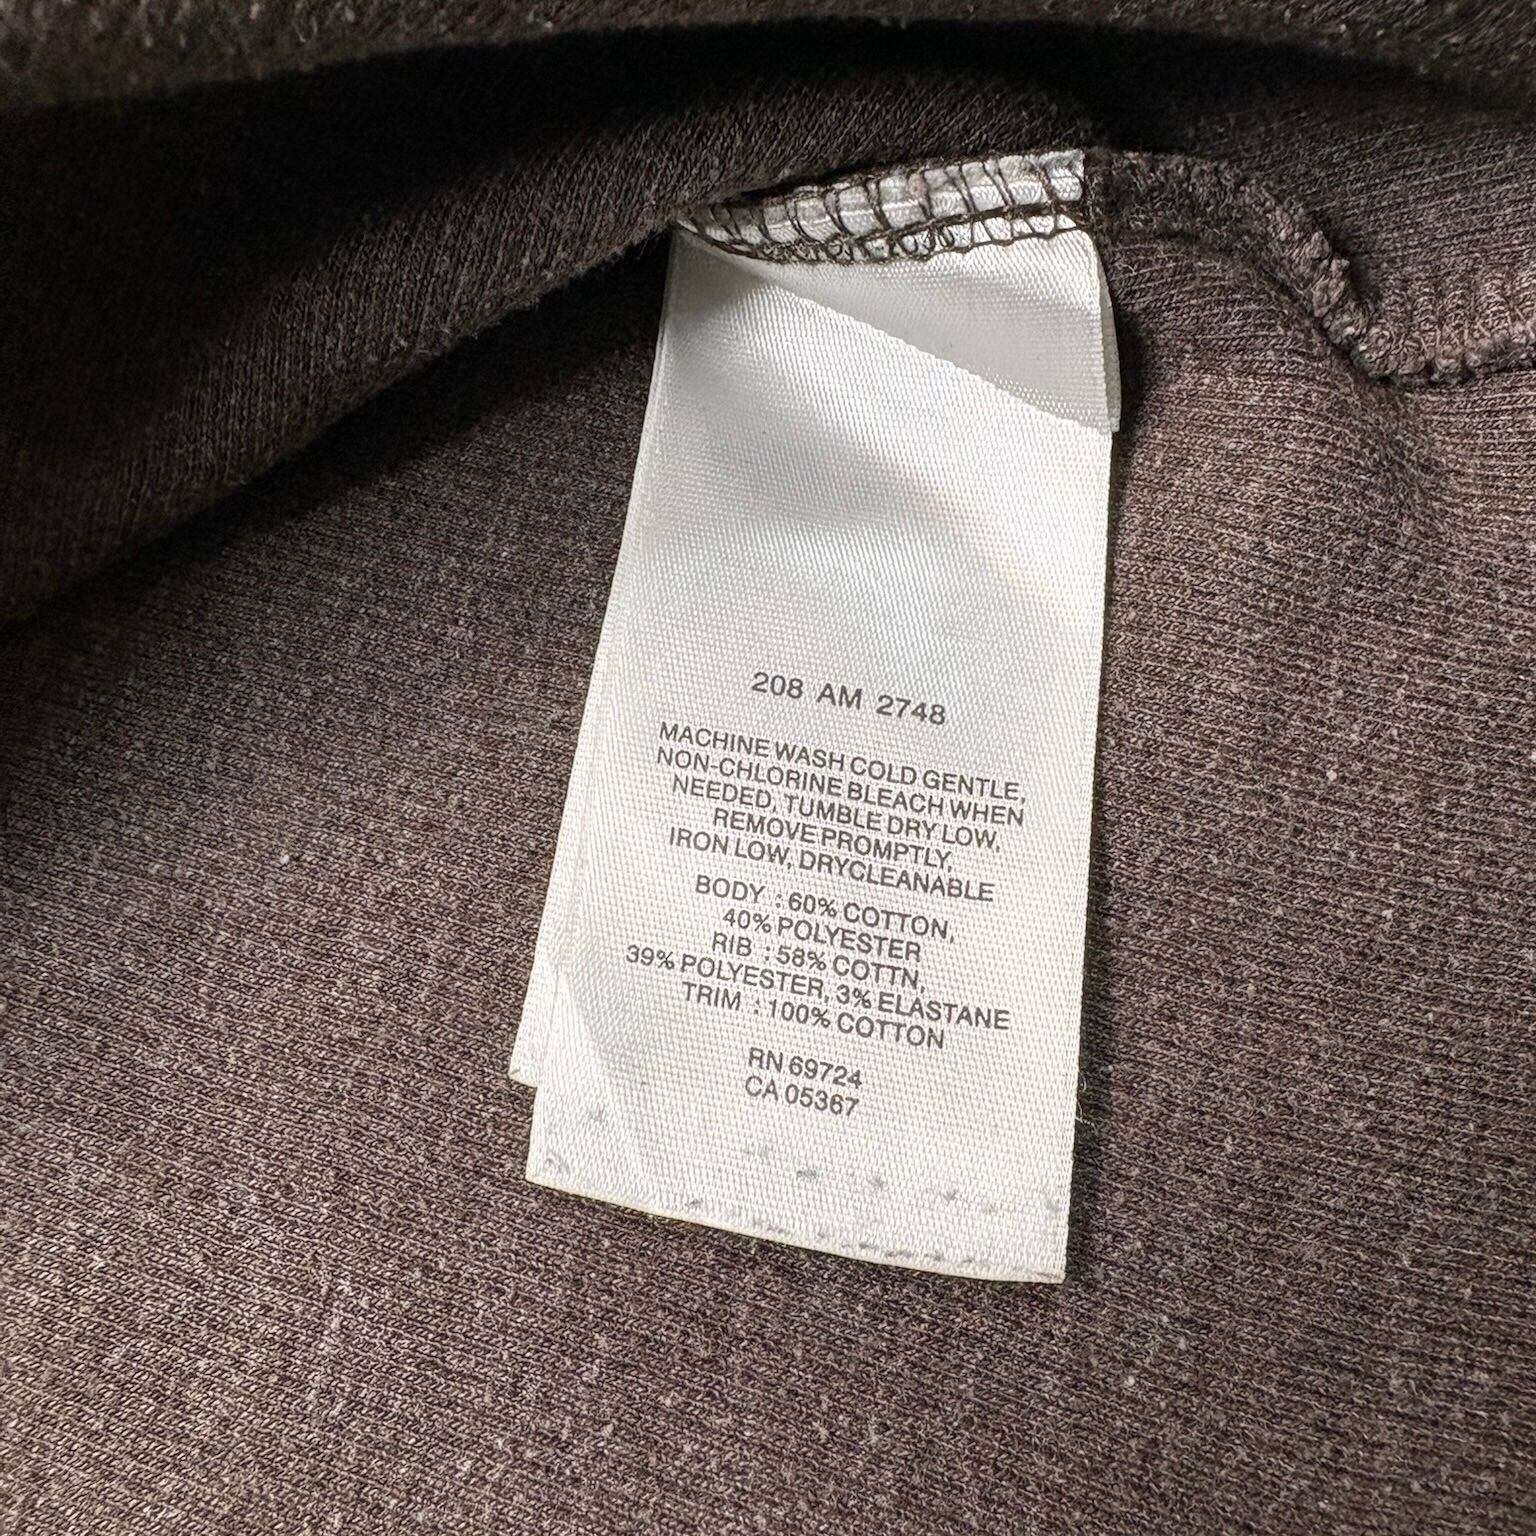 208 AM 2748
MACHINE WASH COLD GENTLE,
NON-CHLORINE BLEACH WHEN
NEEDED, TUMBLE DRY LOW,
REMOVE PROMPTLY,
IRON LOW, DRYCLEANABLE
BODY : 60% COTTON,
40% POLYESTER
RIB : 58% COTTN,
39% POLYESTER, 3% ELASTANE
TRIM : 100% COTTON
RN 69724
CA 05367